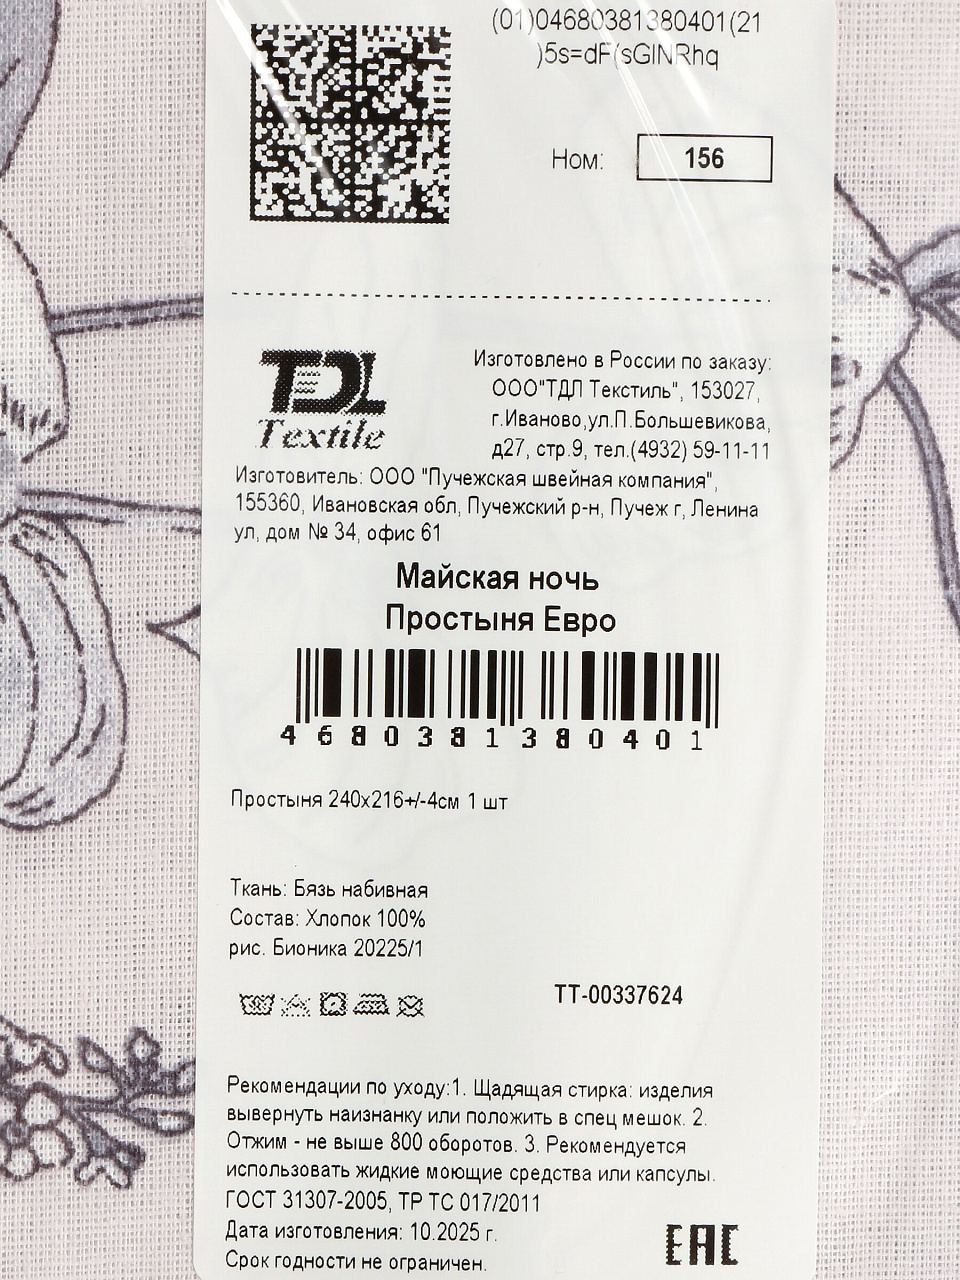 (01)04680381380401(21
)5s=dF(sGlNRhq
Ном: 156
TDL
Textile
Изготовлено в России по заказу:
ООО"ТДЛ Текстиль", 153027,
г.Иваново,ул.П.Большевикова,
д27, стр.9, тел.(4932) 59-11-11
Изготовитель: ООО "Пучежская швейная компания",
155360, Ивановская обл, Пучежский р-н, Пучеж г, Ленина
ул, дом № 34, офис 61
Майская ночь
Простыня Евро
4680381380401
Простыня 240х216+/-4см 1 шт
Ткань: Бязь набивная
Состав: Хлопок 100%
рис. Бионика 20225/1
ТТ-00337624
Рекомендации по уходу:1. Щадящая стирка: изделия
вывернуть наизнанку или положить в спец мешок. 2.
Отжим - не выше 800 оборотов. 3. Рекомендуется
использовать жидкие моющие средства или капсулы.
ГОСТ 31307-2005, ТР ТС 017/2011
Дата изготовления: 10.2025 г.
Срок годности не ограничен.
ЕАС